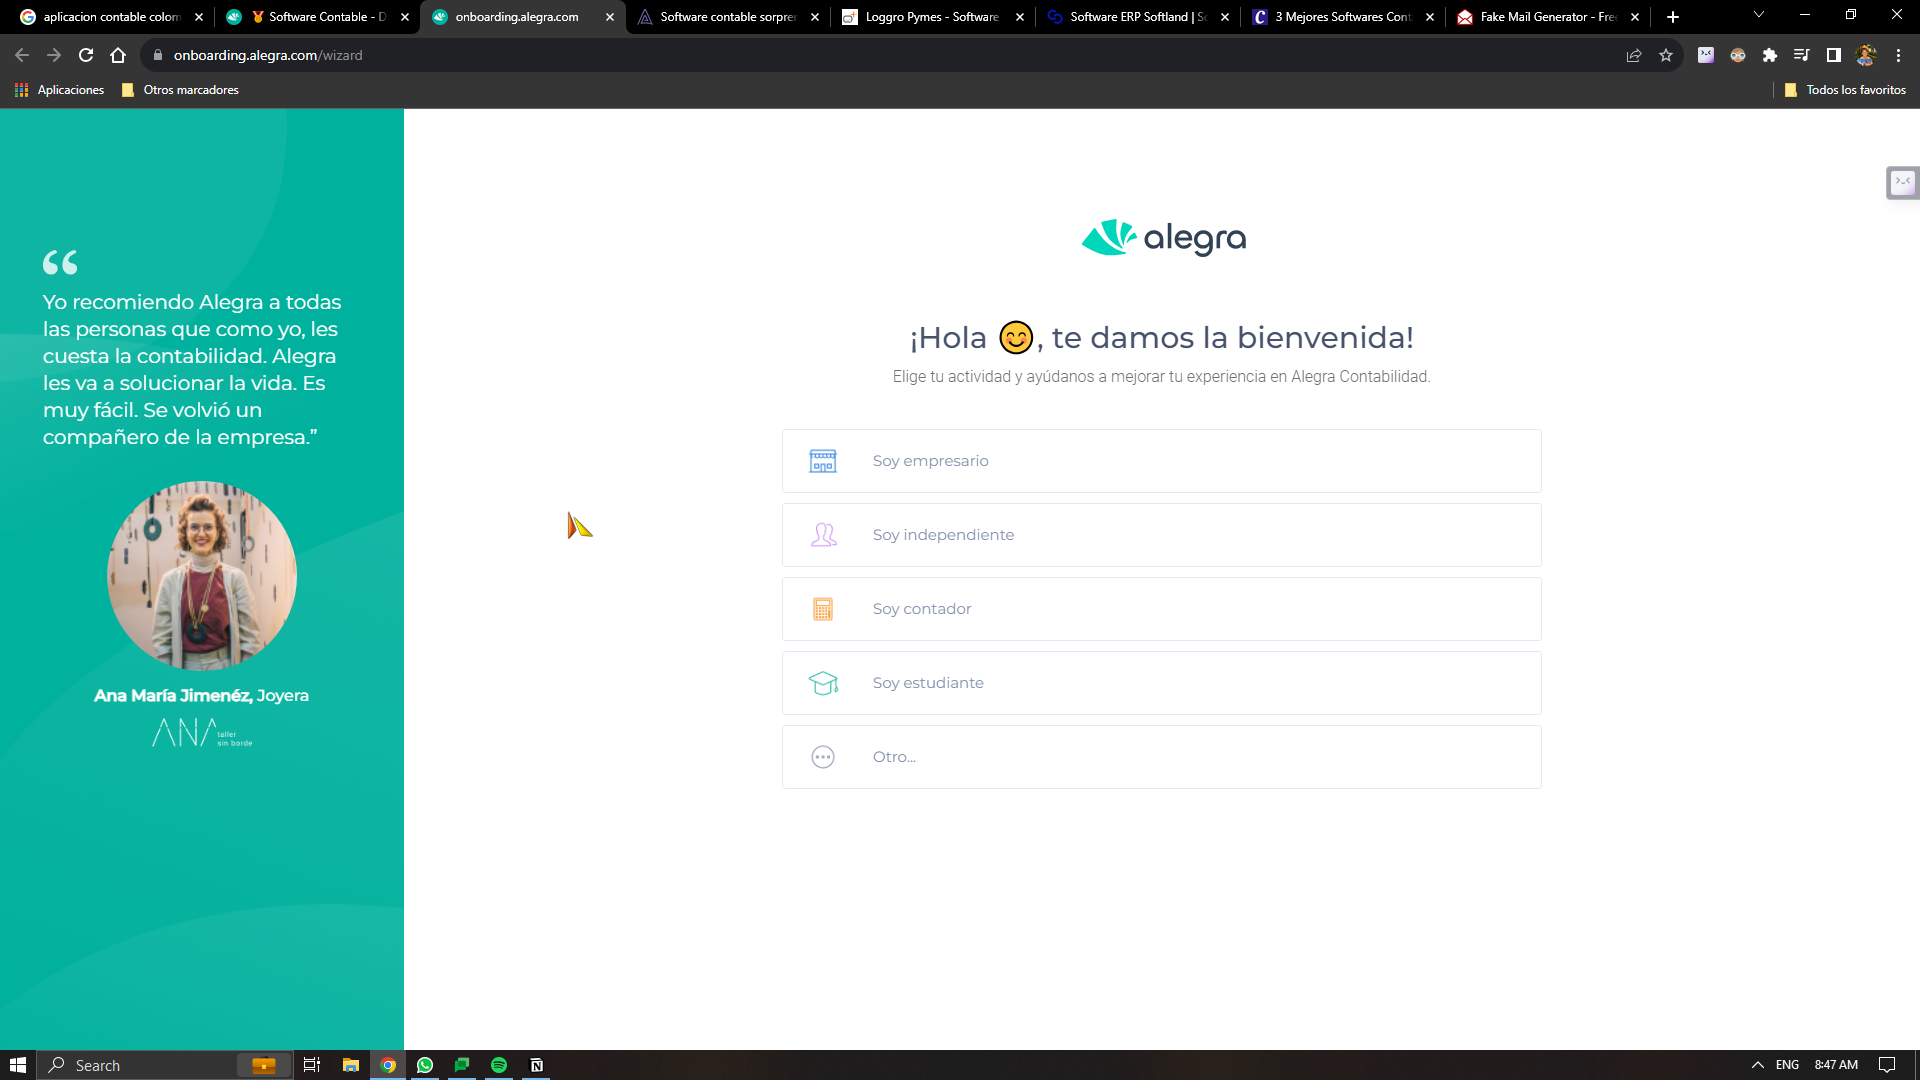 aplicacion contable colom
Software Contable - D
onboarding.alegra.com
Software contable sorprer
Loggro Pymes - Software
Software ERP Softland | Sc
3 Mejores Softwares Cont
Fake Mail Generator - Fre
onboarding.alegra.com/wizard
Aplicaciones
Otros marcadores
Todos los favoritos
“
Yo recomiendo Alegra a todas
las personas que como yo, les
cuesta la contabilidad. Alegra
les va a solucionar la vida. Es
muy fácil. Se volvió un
compañero de la empresa.”
Ana María Jimenéz, Joyera
ANA taller
sin borde
alegra
¡Hola 😊, te damos la bienvenida!
Elige tu actividad y ayúdanos a mejorar tu experiencia en Alegra Contabilidad.
Soy empresario
Soy independiente
Soy contador
Soy estudiante
Otro...
Search
ENG
8:47 AM